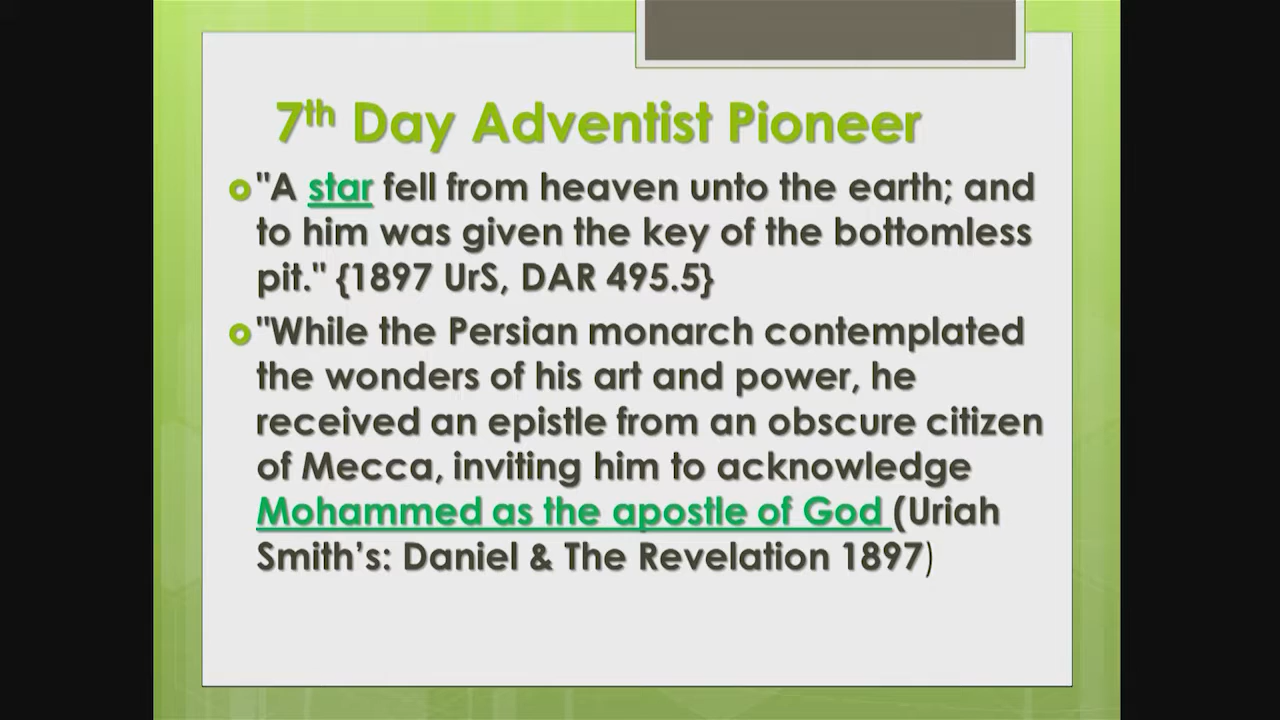 7th Day Adventist Pioneer
"A star fell from heaven unto the earth; and
to him was given the key of the bottomless
pit." {1897 UrS, DAR 495.5}
"While the Persian monarch contemplated
the wonders of his art and power, he
received an epistle from an obscure citizen
of Mecca, inviting him to acknowledge
Mohammed as the apostle of God (Uriah
Smith’s: Daniel & The Revelation 1897)